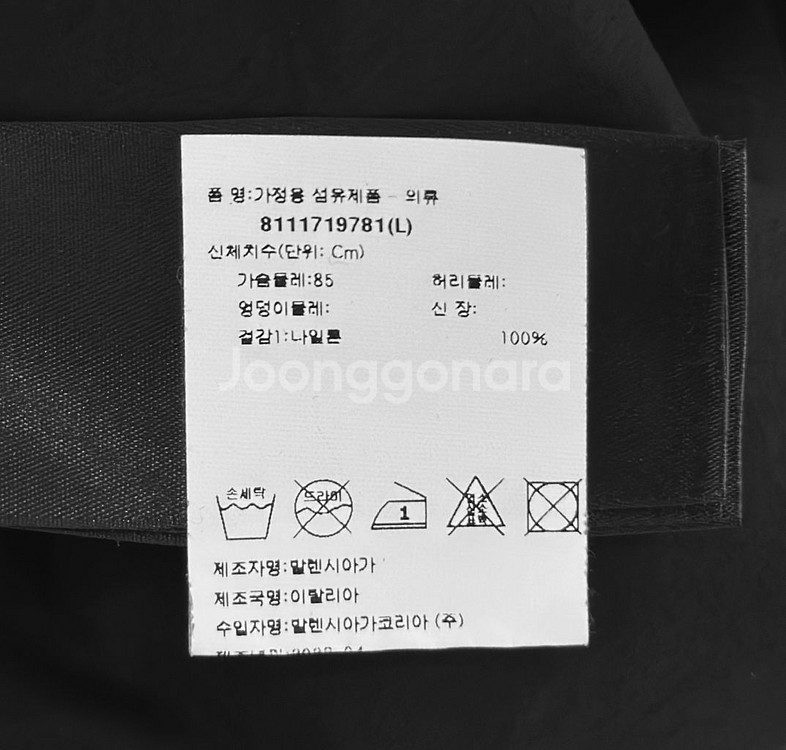 품 명:가정용 섬유제품 - 의류
8111719781(L)
신체치수(단위: Cm)
가슴둘레:85 허리둘레:
엉덩이둘레: 신 장:
겉감1:나일론 100%
Joonggonara
손세탁 드라이 1
제조자명:발렌시아가
제조국명:이탈리아
수입자명:발렌시아가코리아 (주)